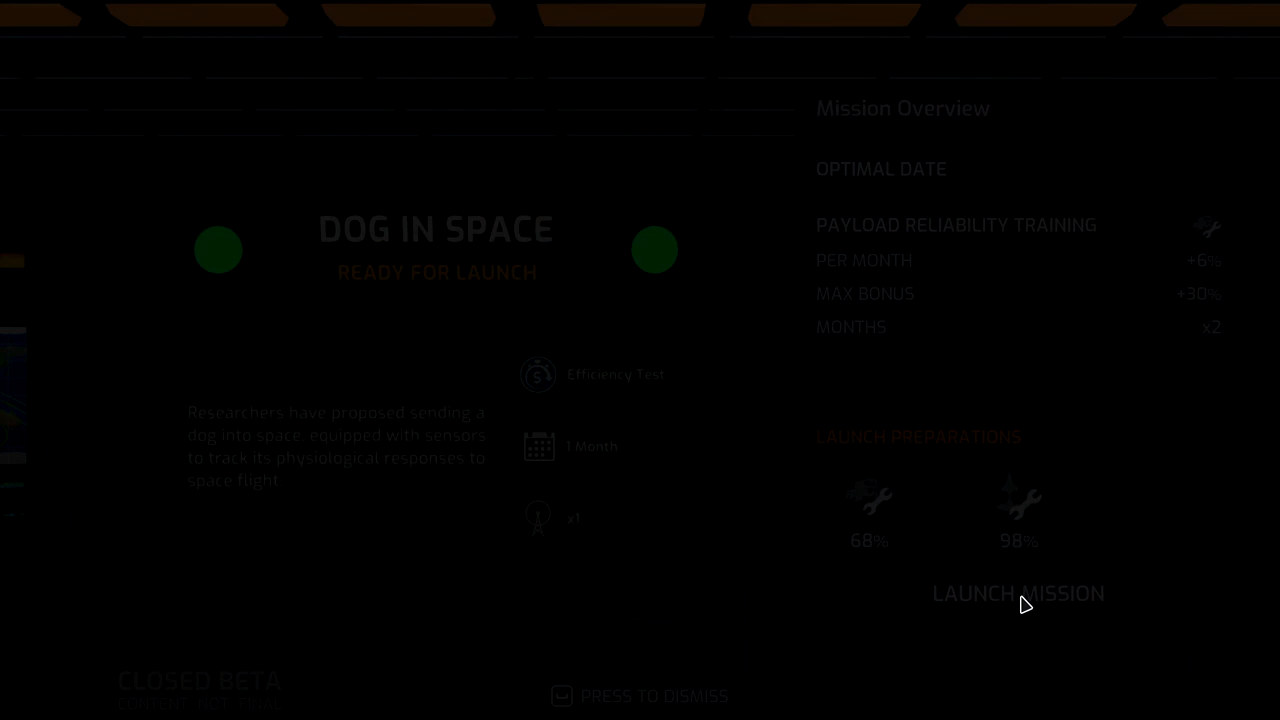 Mission Overview
OPTIMAL DATE
DOG IN SPACE
READY FOR LAUNCH
PAYLOAD RELIABILITY TRAINING
PER MONTH +6%
MAX BONUS +30%
MONTHS x2
Efficiency Test
Researchers have proposed sending a
dog into space, equipped with sensors
to track its physiological responses to
space flight
1 Month
x1
LAUNCH PREPARATIONS
68% 98%
LAUNCH MISSION
CLOSED BETA
CONTENT NOT FINAL
PRESS TO DISMISS